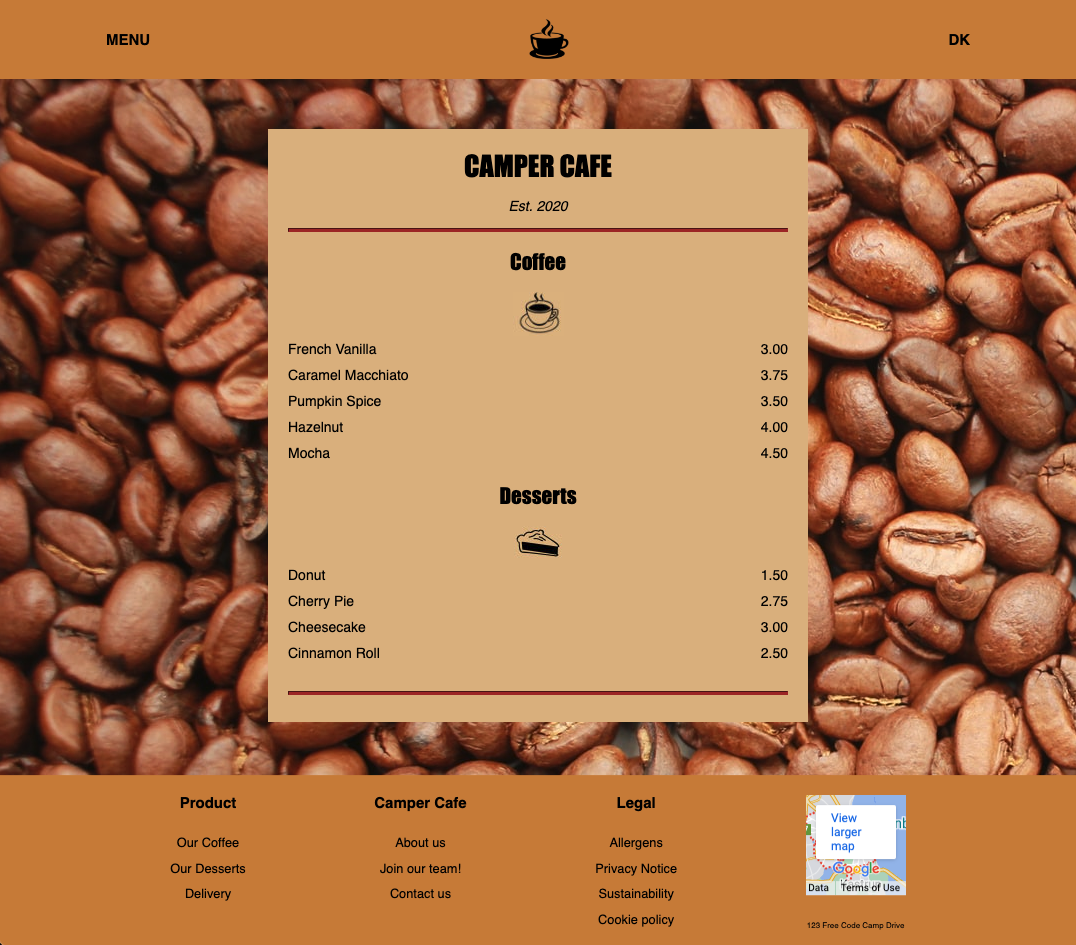 MENU
DK
CAMPER CAFE
Est. 2020
Coffee
French Vanilla 3.00
Caramel Macchiato 3.75
Pumpkin Spice 3.50
Hazelnut 4.00
Mocha 4.50
Desserts
Donut 1.50
Cherry Pie 2.75
Cheesecake 3.00
Cinnamon Roll 2.50
Product
Our Coffee
Our Desserts
Delivery
Camper Cafe
About us
Join our team!
Contact us
Legal
Allergens
Privacy Notice
Sustainability
Cookie policy
View
larger
map
Google
Data Terms of Use
123 Free Code Camp Drive